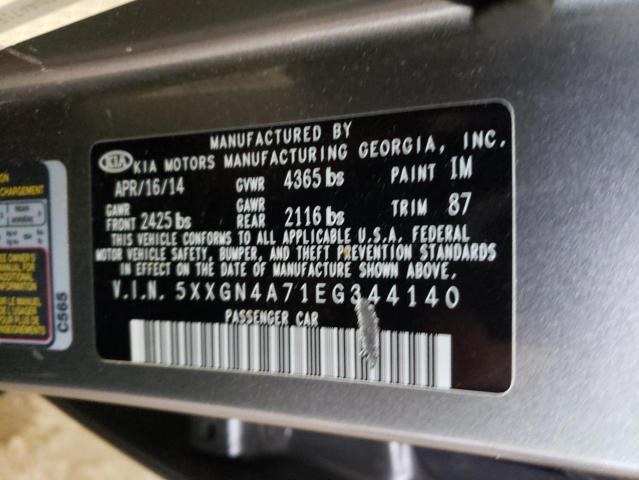 MANUFACTURED BY
KIA KIA MOTORS MANUFACTURING GEORGIA, INC.
APR/16/14 GVWR 4365 lbs PAINT IM
GAWR FRONT 2425 lbs GAWR REAR 2116 lbs TRIM 87
THIS VEHICLE CONFORMS TO ALL APPLICABLE U.S.A. FEDERAL
MOTOR VEHICLE SAFETY, BUMPER, AND THEFT PREVENTION STANDARDS
IN EFFECT ON THE DATE OF MANUFACTURE SHOWN ABOVE.
V.I.N. 5XXGN4A71EG344140
PASSENGER CAR
C565